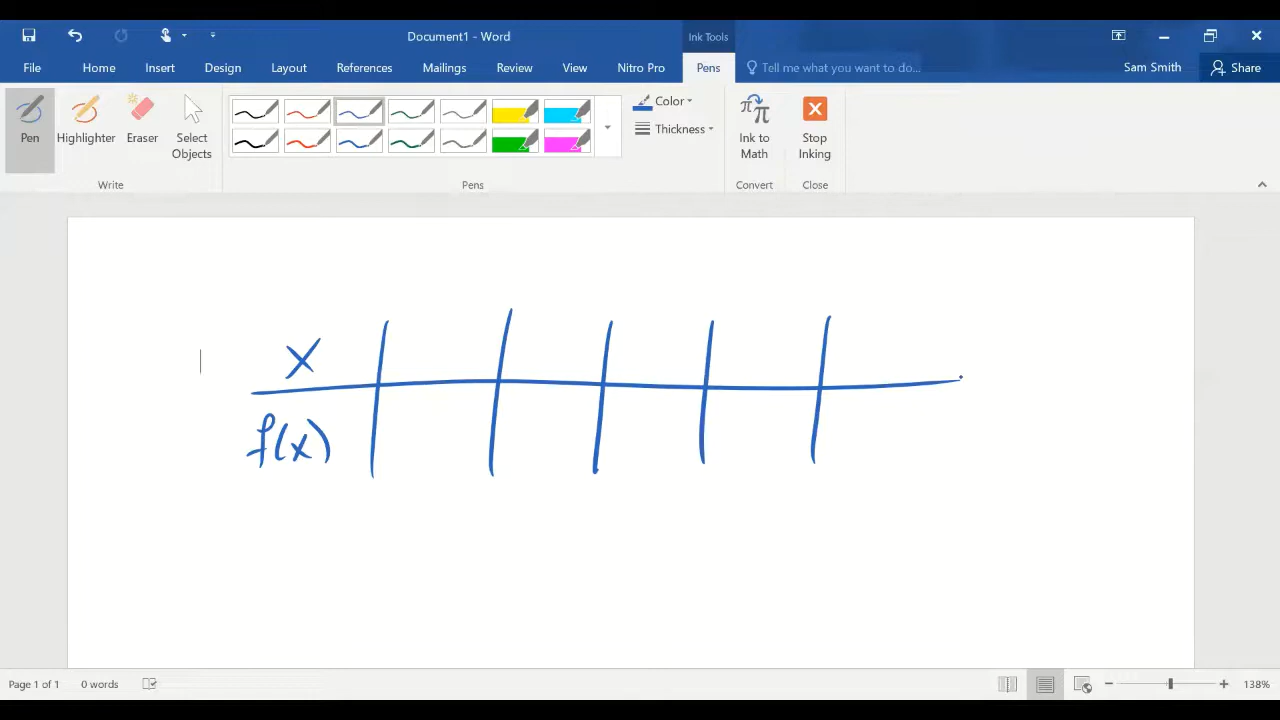 Document1 - Word
Ink Tools
File Home Insert Design Layout References Mailings Review View Nitro Pro Pens Tell me what you want to do... Sam Smith Share
Pen Highlighter Eraser Select Objects
Color
Thickness
Ink to Math
Stop Inking
Write Pens Convert Close
x
f(x)
Page 1 of 1 0 words 138%